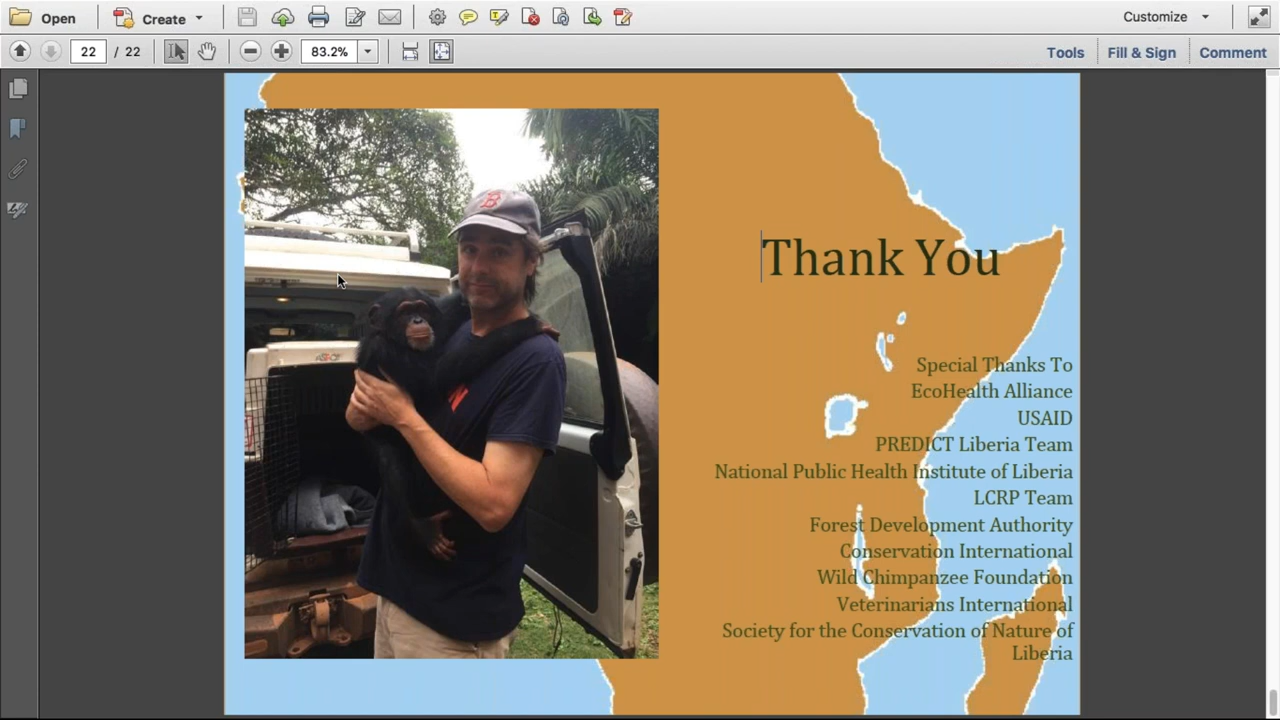 Open
Create
Customize
22 / 22
83.2%
Tools
Fill & Sign
Comment
B
Thank You
Special Thanks To
EcoHealth Alliance
USAID
PREDICT Liberia Team
National Public Health Institute of Liberia
LCRP Team
Forest Development Authority
Conservation International
Wild Chimpanzee Foundation
Veterinarians International
Society for the Conservation of Nature of
Liberia